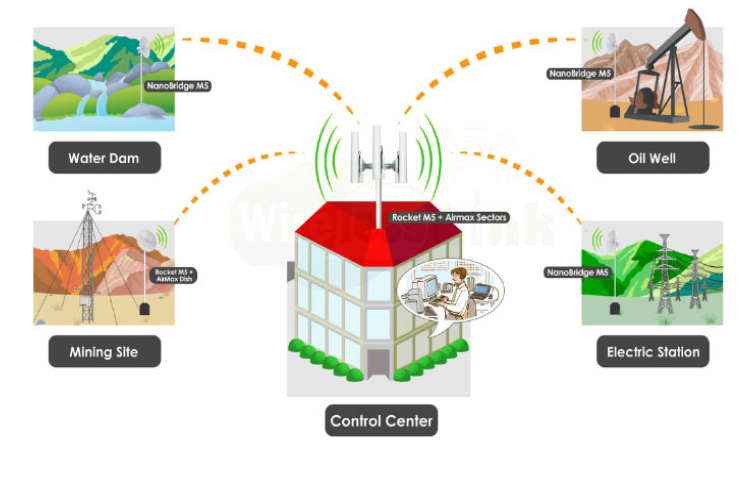 NanoBridge M5
NanoBridge M5
Water Dam
Oil Well
Rocket M5 + Airmax Sectors
Rocket M5 +
AirMax Dish
NanoBridge M5
Mining Site
Electric Station
Control Center